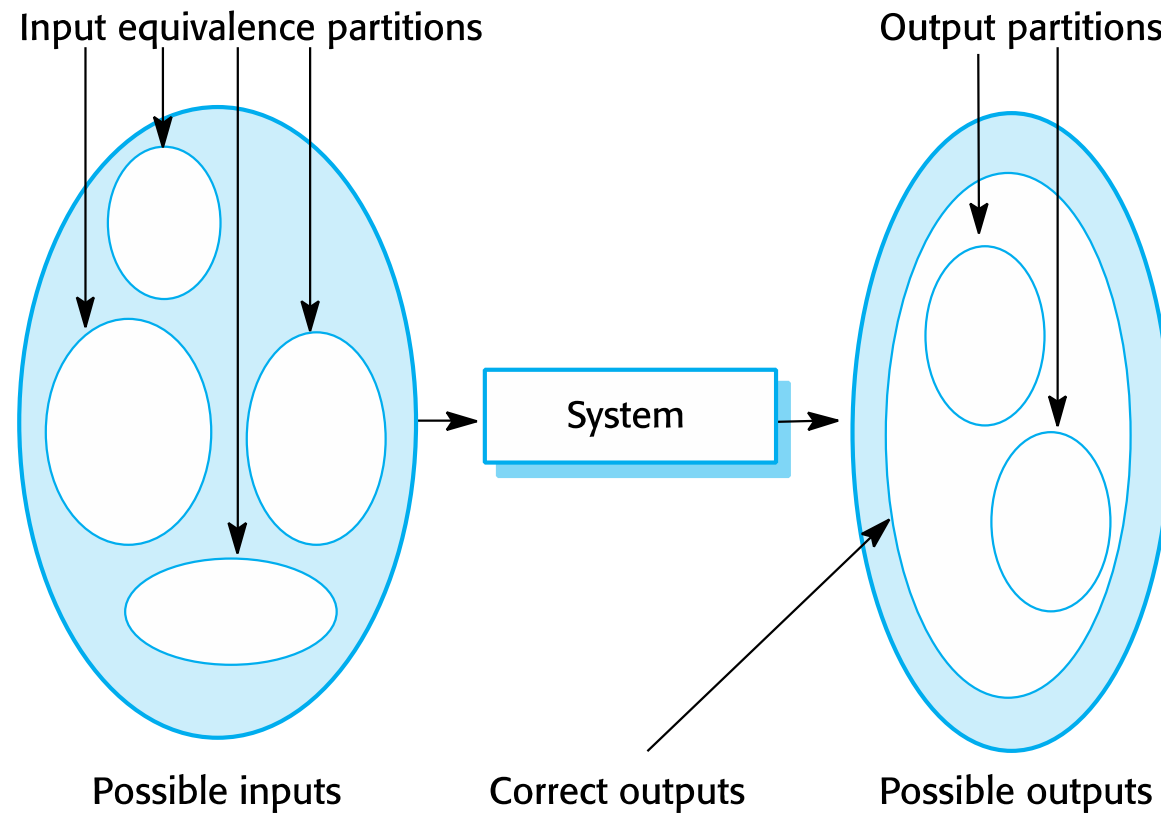 Input equivalence partitions
Output partitions
System
Possible inputs
Correct outputs
Possible outputs